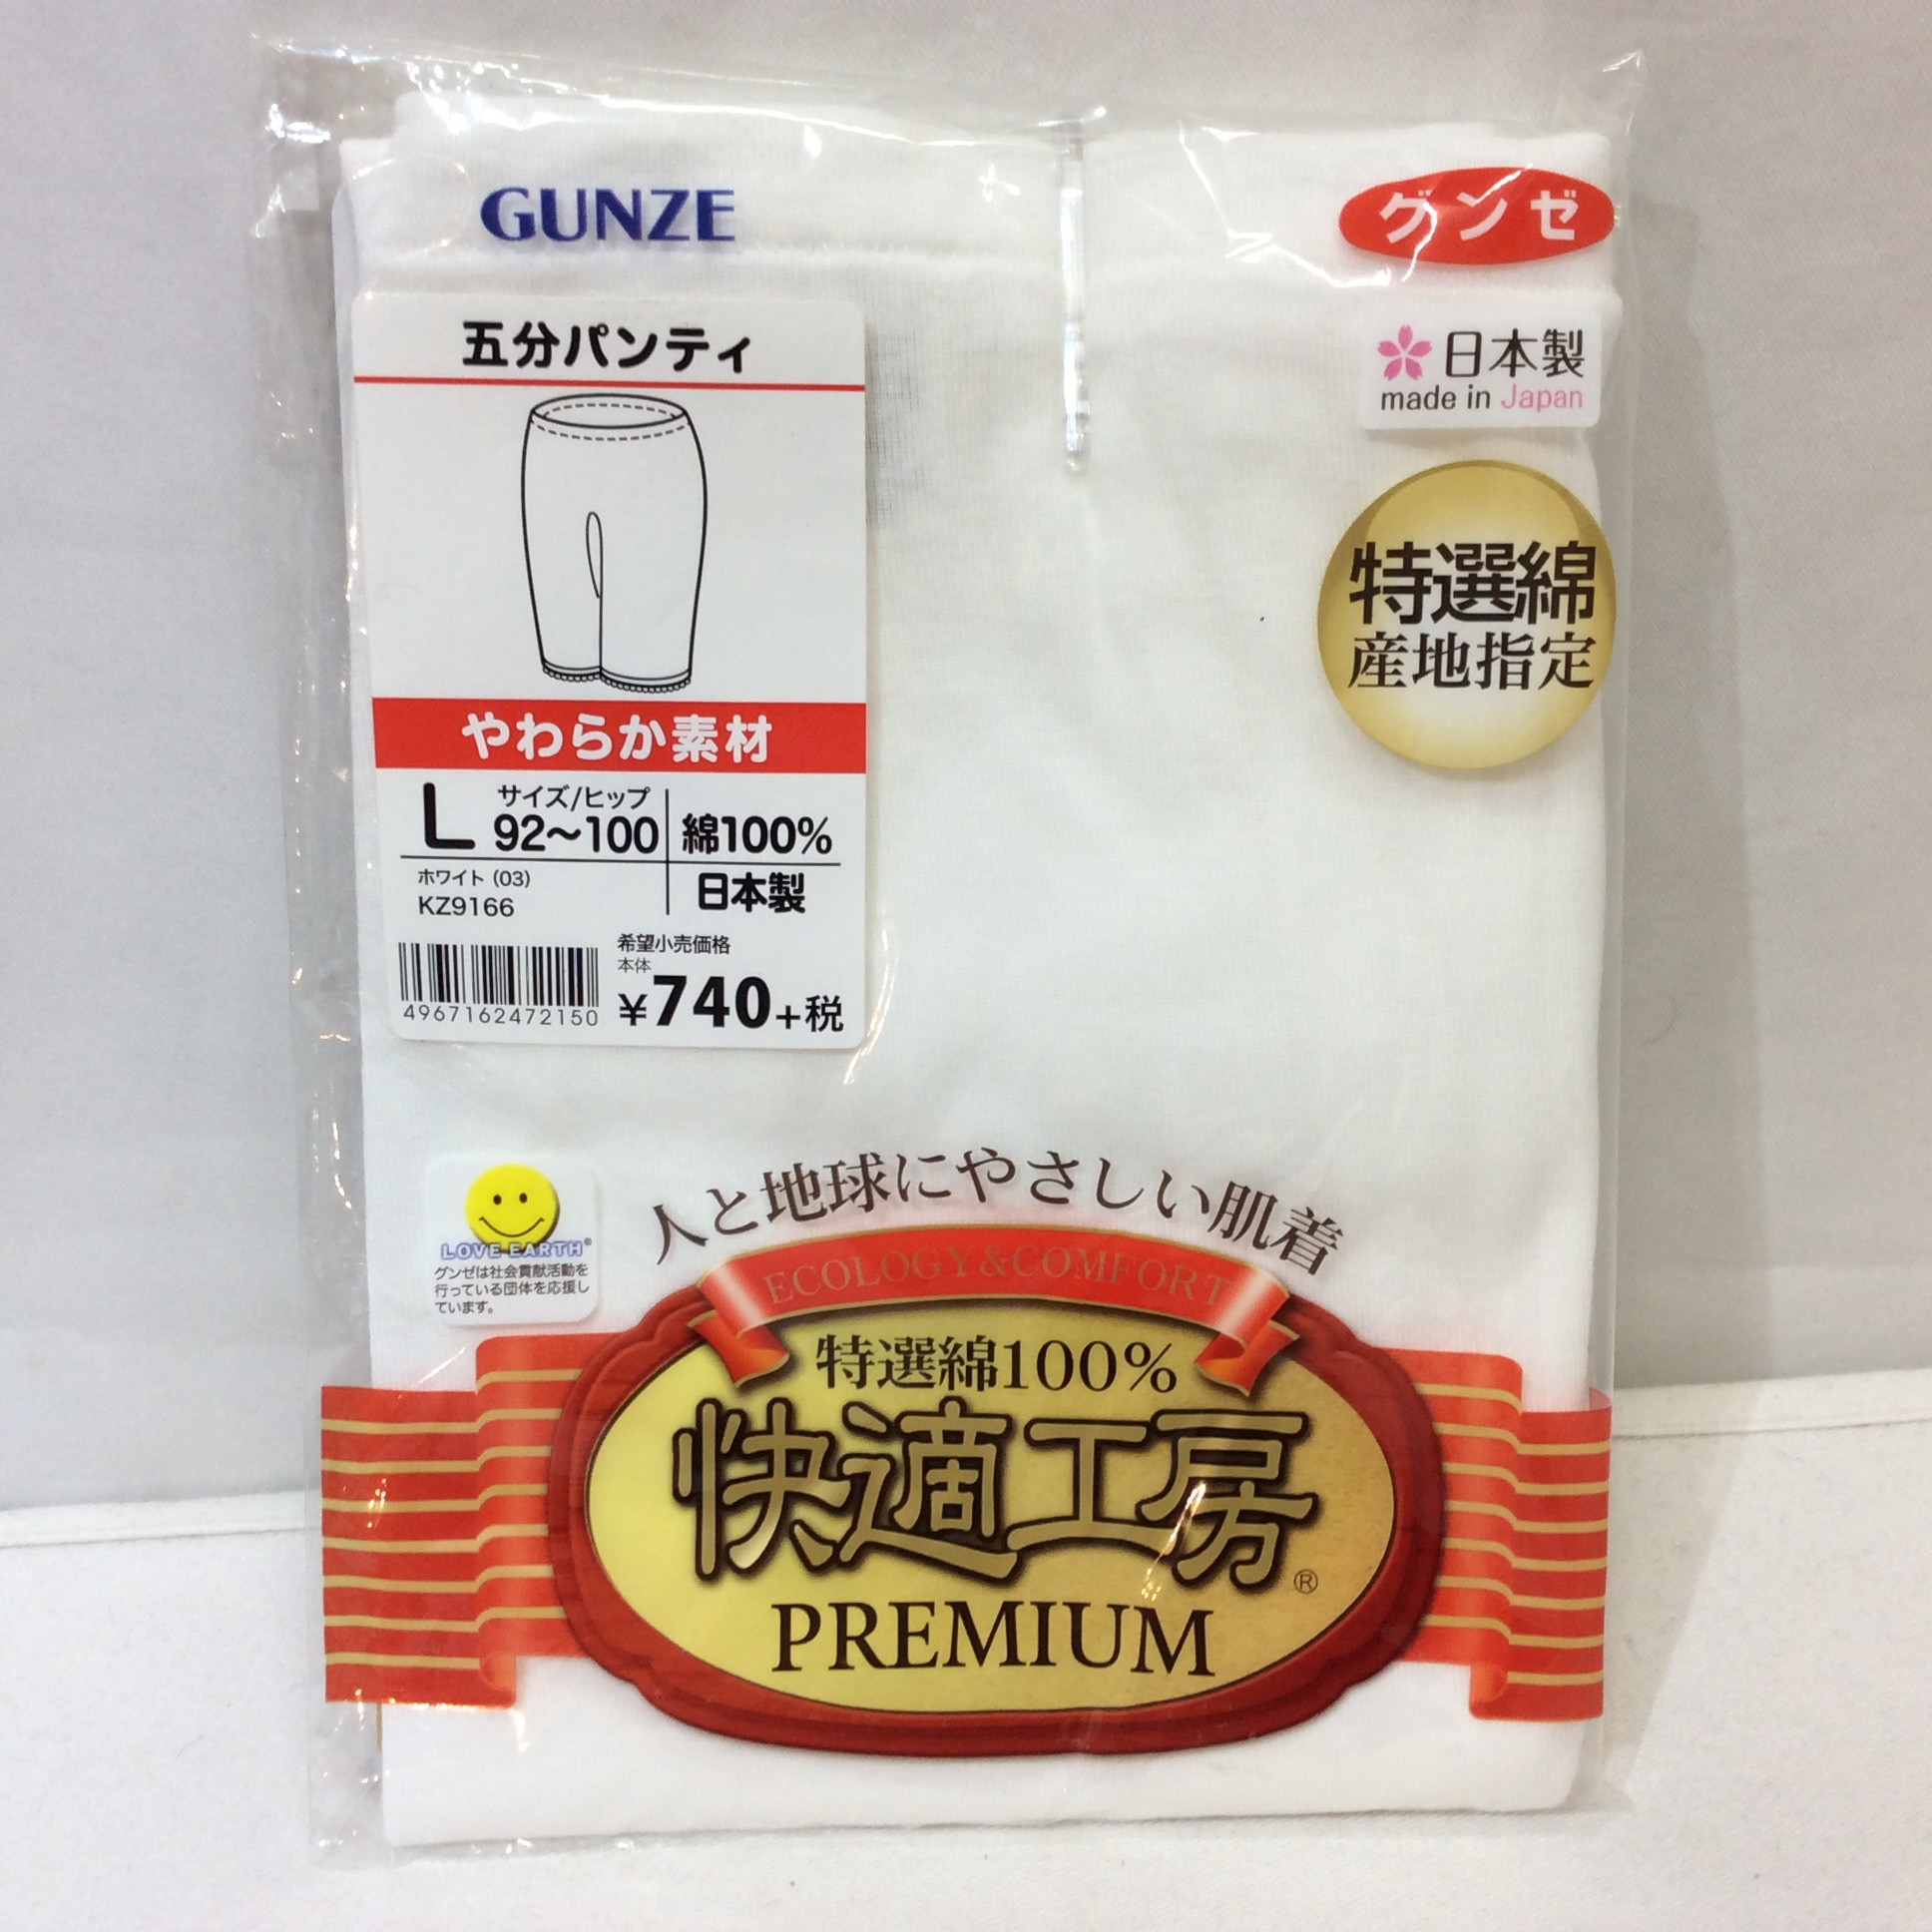 GUNZE
グンゼ
五分パンティ
日本製
made in Japan
特選綿
産地指定
やわらか素材
L
サイズ/ヒップ
92〜100
綿100%
ホワイト (03)
KZ9166
日本製
希望小売価格
本体
¥740+税
4967162472150
LOVE EARTH®
グンゼは社会貢献活動を
行っている団体を応援し
ています。
人と地球にやさしい肌着
ECOLOGY&COMFORT
特選綿100%
快適工房®
PREMIUM